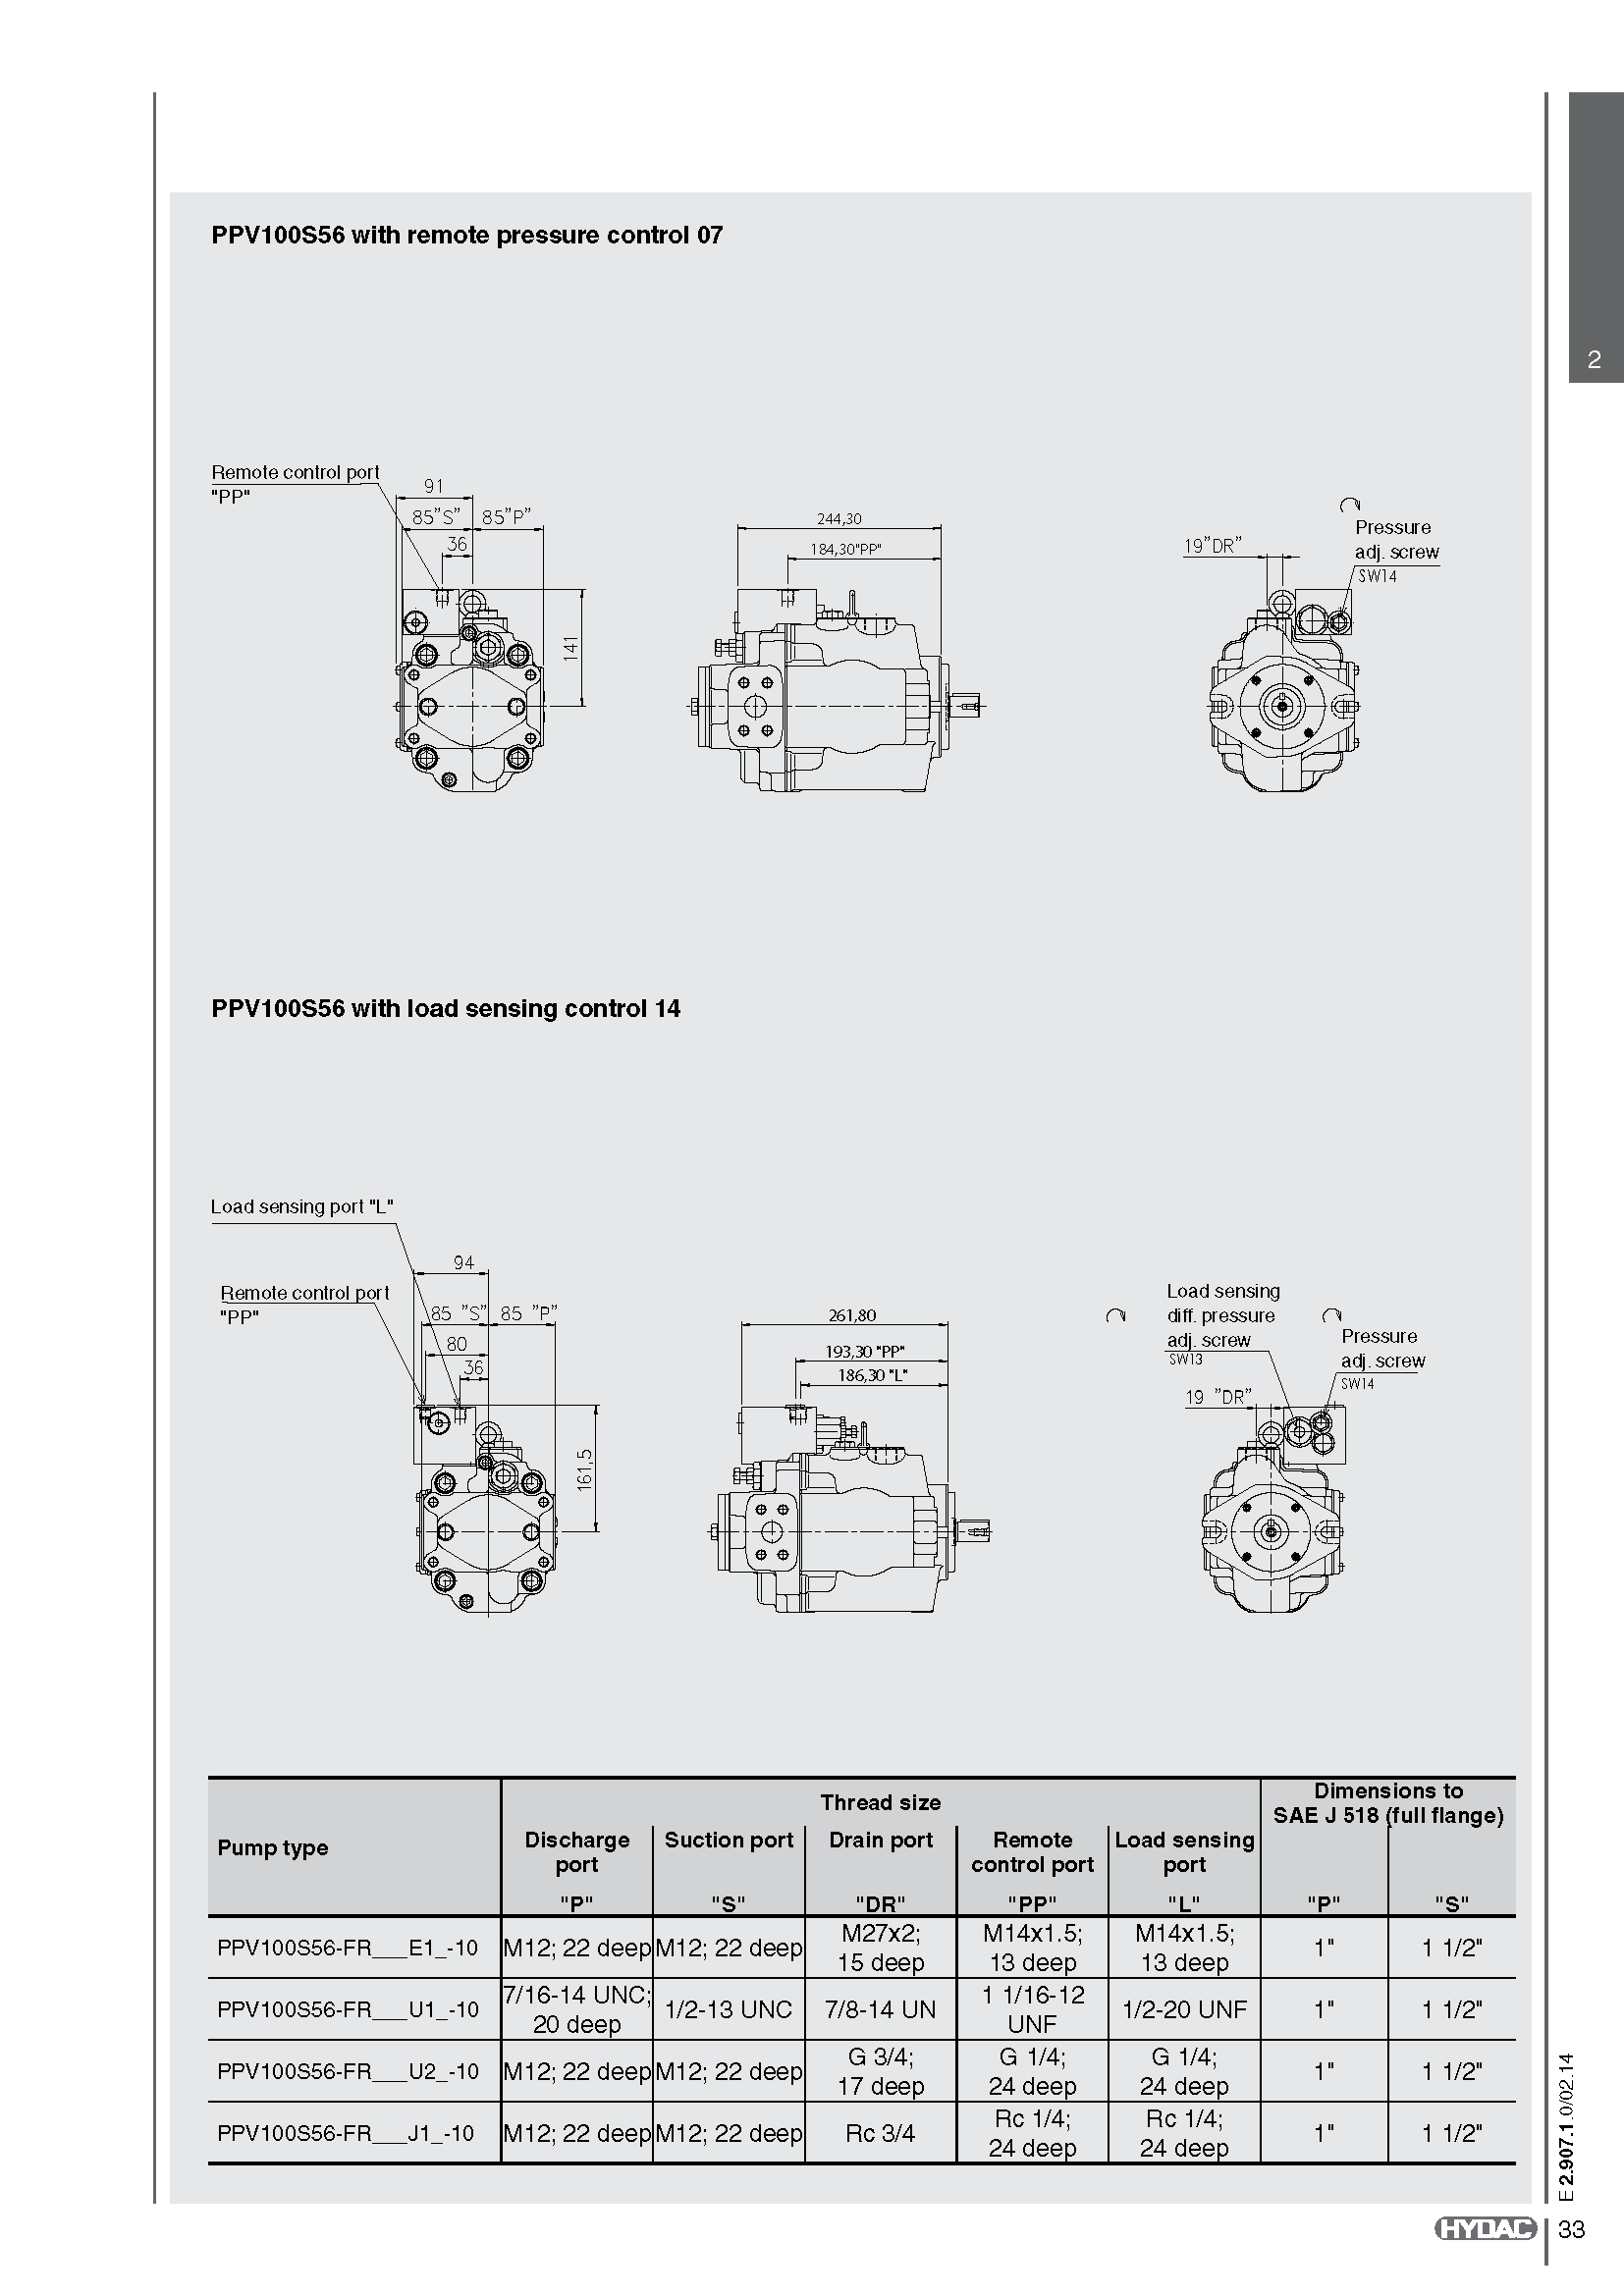 2
PPV100S56 with remote pressure control 07
Remote control port
"PP"
91
85"S" 85"P"
36
141
244,30
184,30"PP"
19"DR"
Pressure
adj. screw
SW14
PPV100S56 with load sensing control 14
Load sensing port "L"
Remote control port
"PP"
94
85 "S" 85 "P"
80
36
161,5
261,80
193,30 "PP"
186,30 "L"
Load sensing
diff. pressure
adj. screw
SW13
19 "DR"
Pressure
adj. screw
SW14
Pump type
Thread size
Dimensions to
SAE J 518 (full flange)
Discharge port "P"
Suction port "S"
Drain port "DR"
Remote control port "PP"
Load sensing port "L"
"P" "S"
PPV100S56-FR___E1_-10 M12; 22 deep M12; 22 deep M27x2; 15 deep M14x1.5; 13 deep M14x1.5; 13 deep 1" 1 1/2"
PPV100S56-FR___U1_-10 7/16-14 UNC; 20 deep 1/2-13 UNC 7/8-14 UN 1 1/16-12 UNF 1/2-20 UNF 1" 1 1/2"
PPV100S56-FR___U2_-10 M12; 22 deep M12; 22 deep G 3/4; 17 deep G 1/4; 24 deep G 1/4; 24 deep 1" 1 1/2"
PPV100S56-FR___J1_-10 M12; 22 deep M12; 22 deep Rc 3/4 Rc 1/4; 24 deep Rc 1/4; 24 deep 1" 1 1/2"
E 2.907.1.0/02.14
HYDAC
33